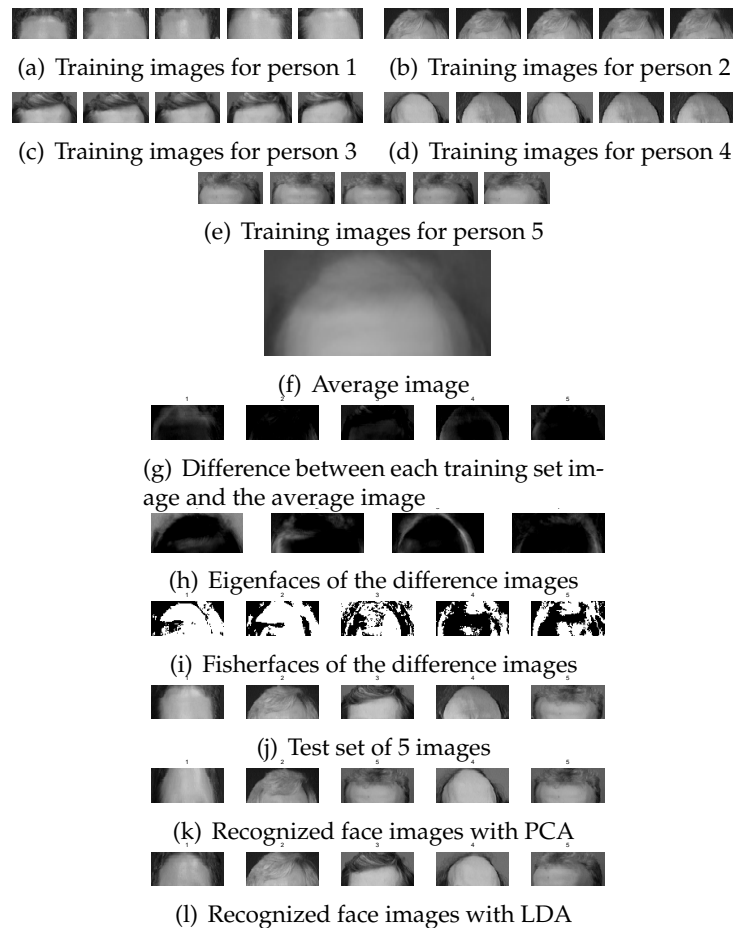 (a) Training images for person 1 (b) Training images for person 2
(c) Training images for person 3 (d) Training images for person 4
(e) Training images for person 5
(f) Average image
1 2 3 4 5
(g) Difference between each training set im-
age and the average image
(h) Eigenfaces of the difference images
1 2 3 4 5
(i) Fisherfaces of the difference images
1 2 3 4 5
(j) Test set of 5 images
1 2 5 4 5
(k) Recognized face images with PCA
1 2 3 4 5
(l) Recognized face images with LDA